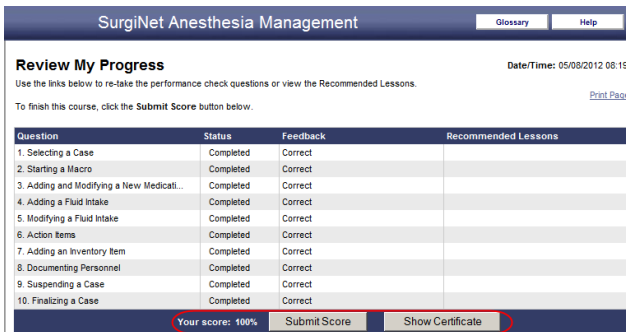 SurgiNet Anesthesia Management
Glossary Help
Review My Progress
Date/Time: 05/08/2012 08:19
Use the links below to re-take the performance check questions or view the Recommended Lessons.
Print Page
To finish this course, click the Submit Score button below.
Question Status Feedback Recommended Lessons
1. Selecting a Case Completed Correct
2. Starting a Macro Completed Correct
3. Adding and Modifying a New Medicati... Completed Correct
4. Adding a Fluid Intake Completed Correct
5. Modifying a Fluid Intake Completed Correct
6. Action Items Completed Correct
7. Adding an Inventory Item Completed Correct
8. Documenting Personnel Completed Correct
9. Suspending a Case Completed Correct
10. Finalizing a Case Completed Correct
Your score: 100% Submit Score Show Certificate